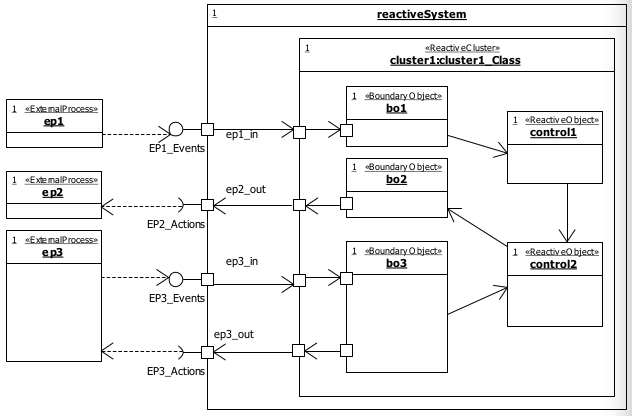 1
reactiveSystem
1 «ReactiveCluster»
cluster1:cluster1_Class
1 «ExternalProcess»
ep1
EP1_Events
ep1_in
1 «BoundaryObject»
bo1
1 «ReactiveObject»
control1
1 «ExternalProcess»
ep2
EP2_Actions
ep2_out
1 «BoundaryObject»
bo2
1 «ExternalProcess»
ep3
EP3_Events
ep3_in
1 «BoundaryObject»
bo3
1 «ReactiveObject»
control2
ep3_out
EP3_Actions